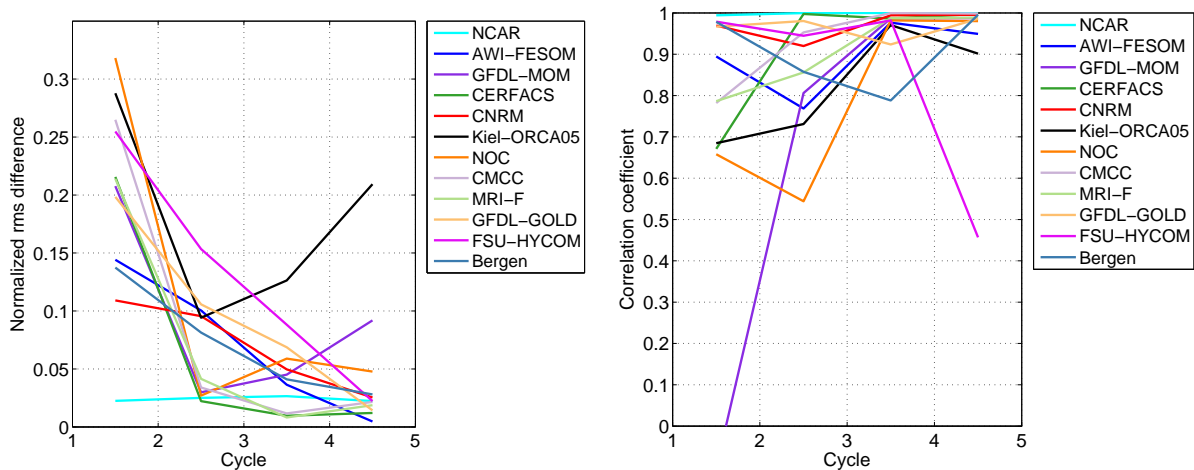 Normalized rms difference
0.3
0.25
0.2
0.15
0.1
0.05
0
1
2
3
4
5
Cycle
NCAR
AWI−FESOM
GFDL−MOM
CERFACS
CNRM
Kiel−ORCA05
NOC
CMCC
MRI−F
GFDL−GOLD
FSU−HYCOM
Bergen
Correlation coefficient
1
0.9
0.8
0.7
0.6
0.5
0.4
0.3
0.2
0.1
0
1
2
3
4
5
Cycle
NCAR
AWI−FESOM
GFDL−MOM
CERFACS
CNRM
Kiel−ORCA05
NOC
CMCC
MRI−F
GFDL−GOLD
FSU−HYCOM
Bergen